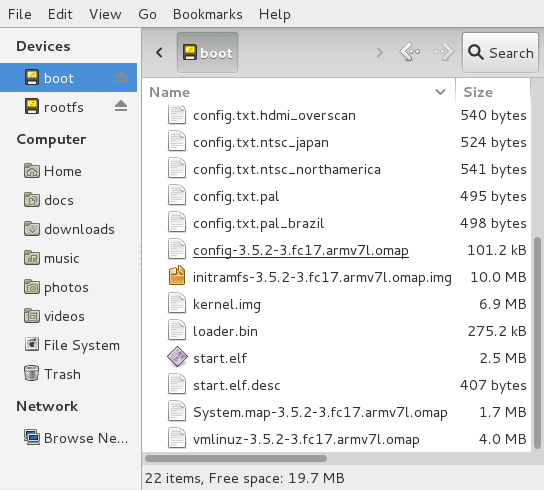 File Edit View Go Bookmarks Help
Devices
boot
rootfs
Computer
Home
docs
downloads
music
photos
videos
File System
Trash
Network
Browse Ne...
boot
Search
Name Size
config.txt.hdmi_overscan 540 bytes
config.txt.ntsc_japan 524 bytes
config.txt.ntsc_northamerica 541 bytes
config.txt.pal 495 bytes
config.txt.pal_brazil 498 bytes
config-3.5.2-3.fc17.armv7l.omap 101.2 kB
initramfs-3.5.2-3.fc17.armv7l.omap.img 10.0 MB
kernel.img 6.9 MB
loader.bin 275.2 kB
start.elf 2.5 MB
start.elf.desc 407 bytes
System.map-3.5.2-3.fc17.armv7l.omap 1.7 MB
vmlinuz-3.5.2-3.fc17.armv7l.omap 4.0 MB
22 items, Free space: 19.7 MB